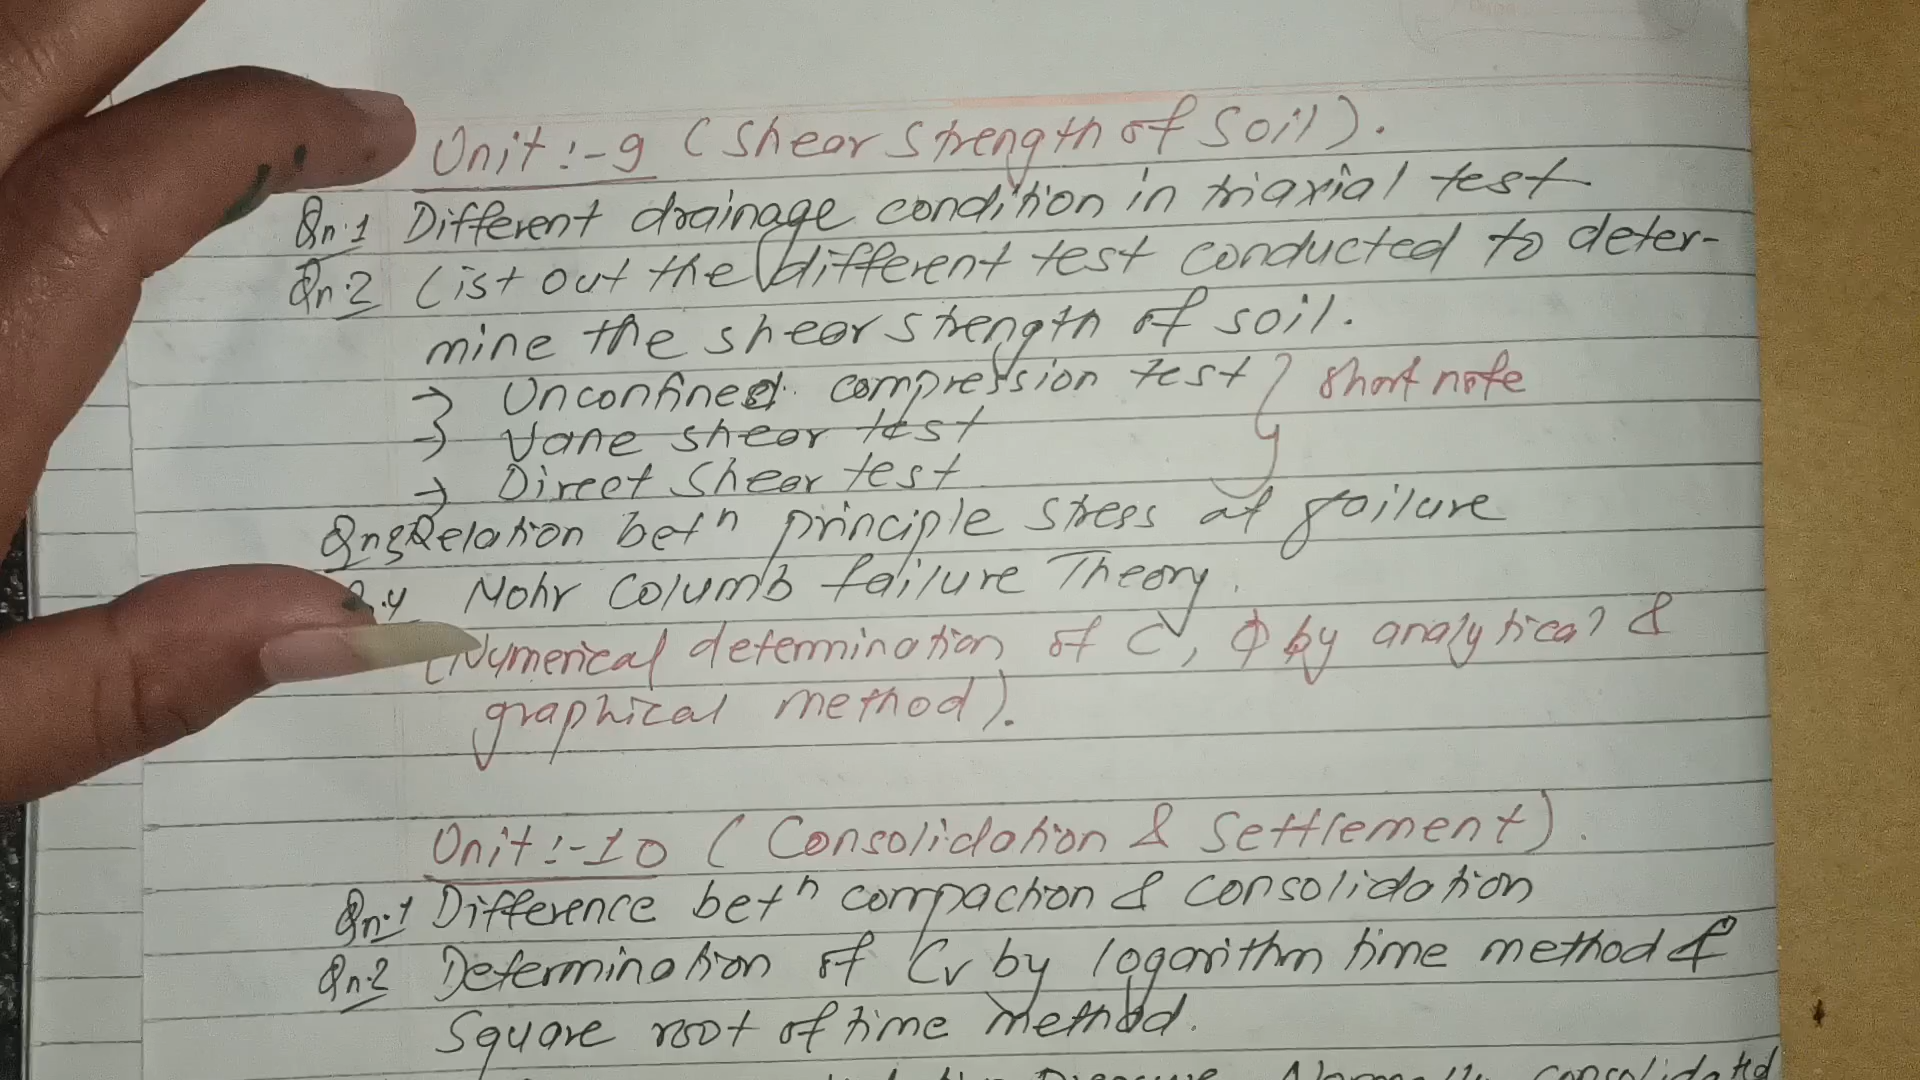 Unit :- 9 (Shear Strength of Soil).
Qn.1 Different drainage condition in triaxial test
Qn.2 List out the different test conducted to deter-
mine the shear strength of soil.
→ Unconfined compression test } short note
→ Vane shear test
→ Direct Shear test
Qn3 Relation betn principle stress at failure
.4 Mohr Columb failure Theory.
(Numerical determination of C, Φ by analytical &
graphical method).
Unit :- 10 (Consolidation & Settlement).
Qn.1 Difference betn compaction & consolidation
Qn.2 Determination of Cv by logarithm time method &
Square root of time method.
Normally consolidated